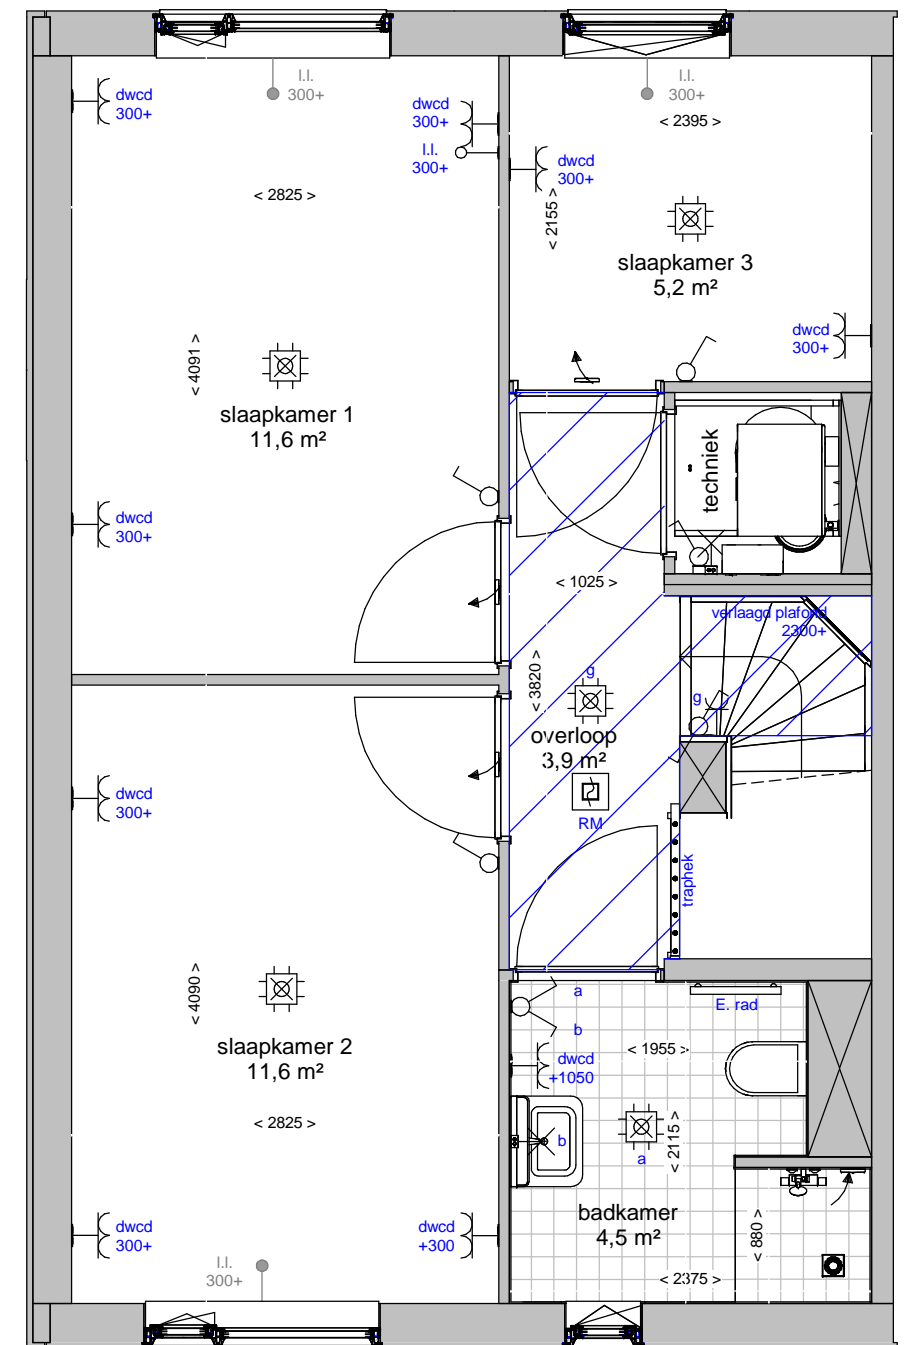 l.l.
300+
l.l.
300+
dwcd
300+
dwcd
300+
l.l.
300+
< 2395 >
dwcd
300+
< 2825 >
< 2155 >
slaapkamer 3
5,2 m²
dwcd
300+
< 4091 >
slaapkamer 1
11,6 m²
techniek
dwcd
300+
< 1025 >
verlaagd plafond
2300+
< 3820 >
g
g
overloop
3,9 m²
dwcd
300+
RM
traphek
< 4090 >
a
E. rad
b
slaapkamer 2
11,6 m²
< 1955 >
dwcd
+1050
< 2825 >
b
a
< 2115 >
badkamer
4,5 m²
< 880 >
dwcd
300+
dwcd
+300
l.l.
300+
< 2375 >